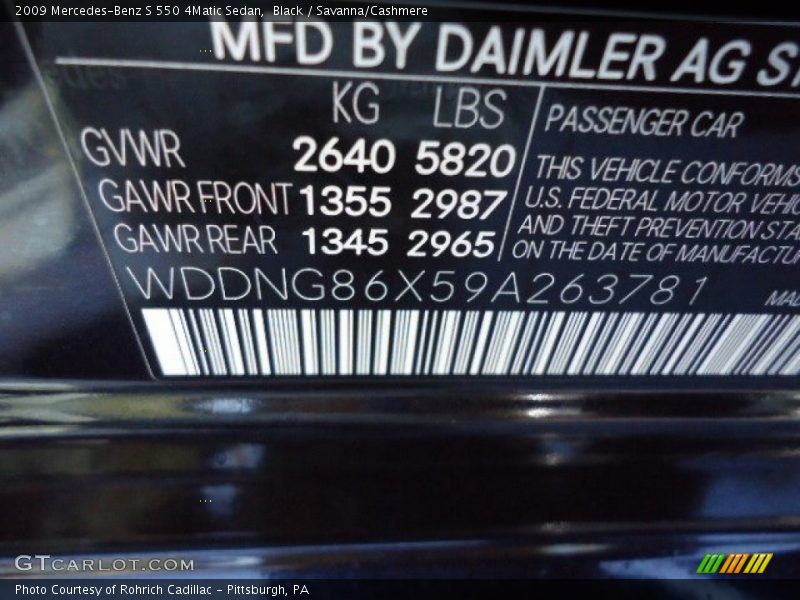 2009 Mercedes-Benz S 550 4Matic Sedan, Black / Savanna/Cashmere
MFD BY DAIMLER AG
KG LBS
GVWR 2640 5820
GAWR FRONT 1355 2987
GAWR REAR 1345 2965
PASSENGER CAR
THIS VEHICLE CONFORMS
U.S. FEDERAL MOTOR
AND THEFT PREVENTION
ON THE DATE OF
WDDNG86X59A263781
GTCARLOT.COM
Photo Courtesy of Rohrich Cadillac - Pittsburgh, PA